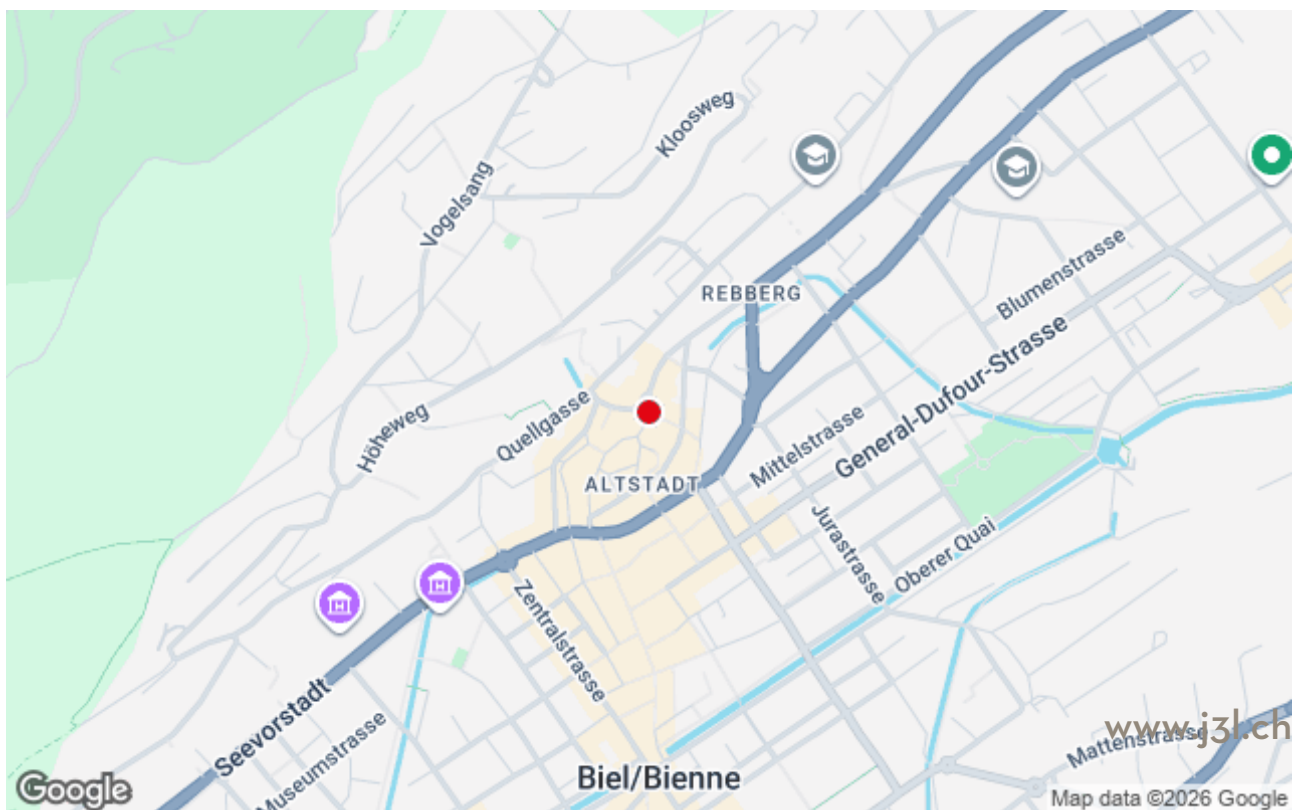 Kloosweg
Vogelsang
REBBERG
Blumenstrasse
General-Dufour-Strasse
Höheweg
Quellgasse
Mittelstrasse
ALTSTADT
Jurastrasse
Oberer Quai
Zentralstrasse
Seevorstadt
Museumstrasse
www.j3l.ch
Mattenstrasse
Biel/Bienne
Google
Map data ©2026 Google